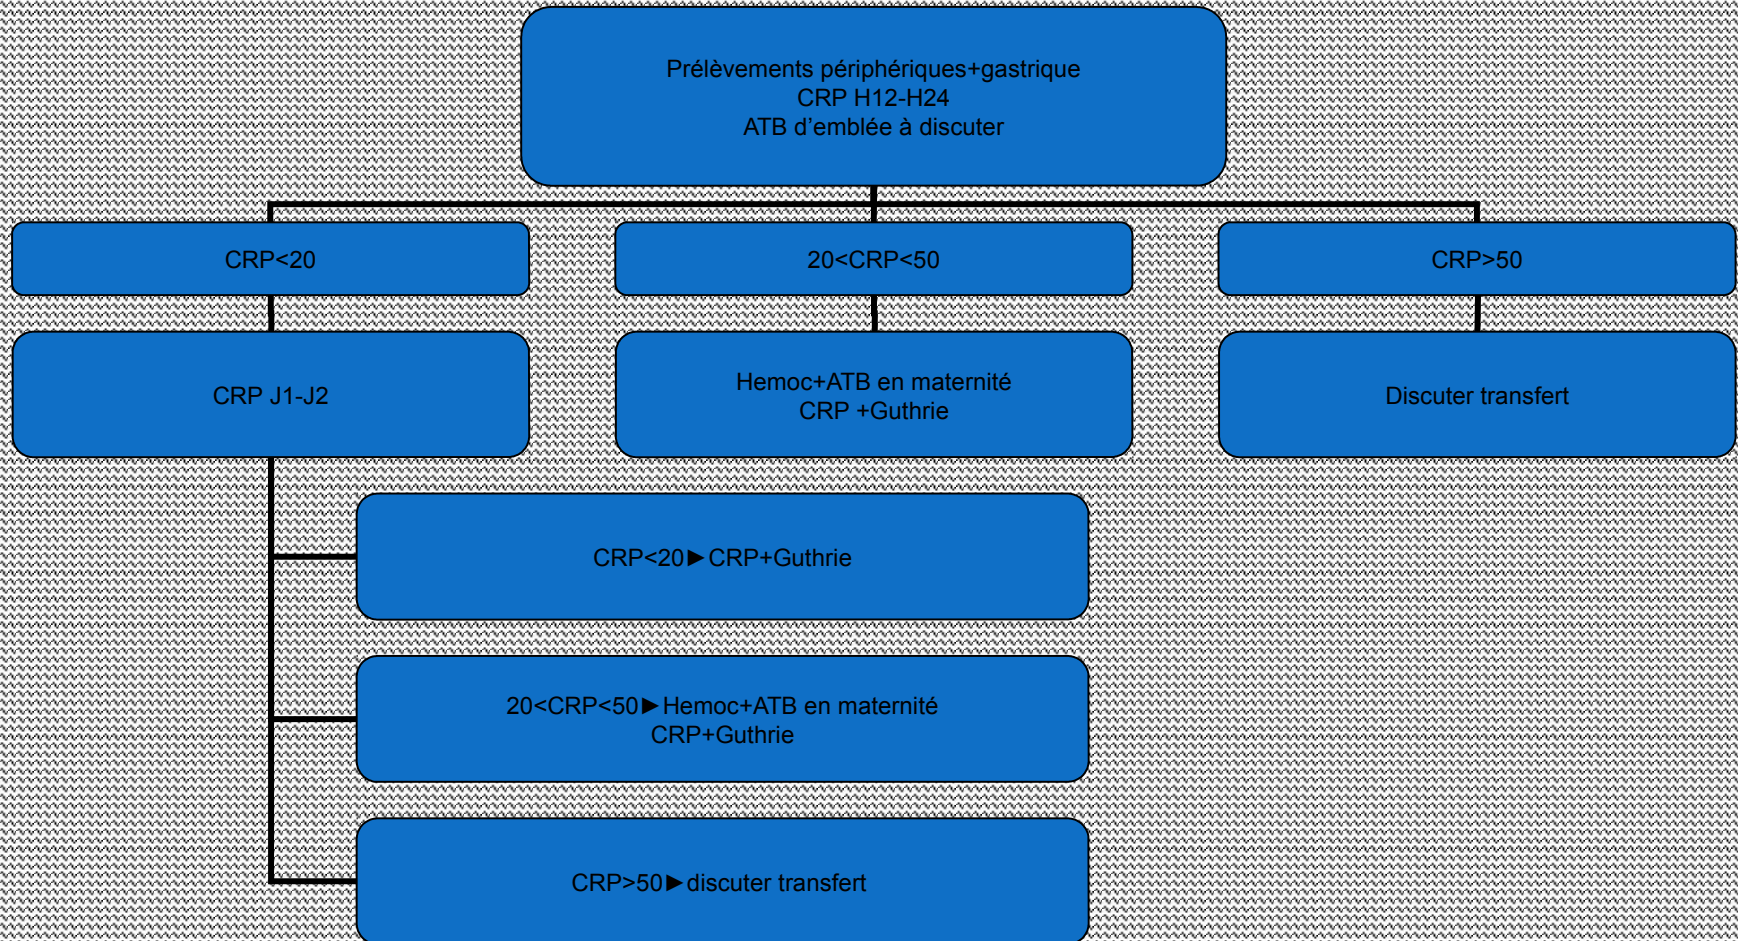 Prélèvements périphériques+gastrique
CRP H12-H24
ATB d’emblée à discuter
CRP<20
20<CRP<50
CRP>50
CRP J1-J2
Hemoc+ATB en maternité
CRP +Guthrie
Discuter transfert
CRP<20►CRP+Guthrie
20<CRP<50►Hemoc+ATB en maternité
CRP+Guthrie
CRP>50►discuter transfert